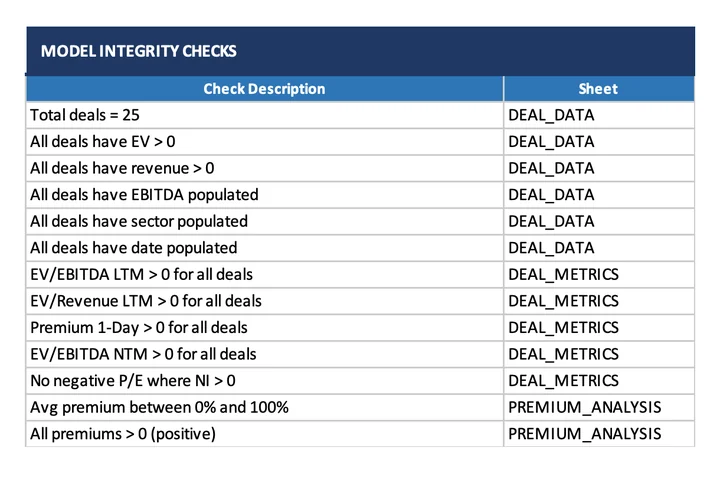 MODEL INTEGRITY CHECKS
Check Description Sheet
Total deals = 25 DEAL_DATA
All deals have EV > 0 DEAL_DATA
All deals have revenue > 0 DEAL_DATA
All deals have EBITDA populated DEAL_DATA
All deals have sector populated DEAL_DATA
All deals have date populated DEAL_DATA
EV/EBITDA LTM > 0 for all deals DEAL_METRICS
EV/Revenue LTM > 0 for all deals DEAL_METRICS
Premium 1-Day > 0 for all deals DEAL_METRICS
EV/EBITDA NTM > 0 for all deals DEAL_METRICS
No negative P/E where NI > 0 DEAL_METRICS
Avg premium between 0% and 100% PREMIUM_ANALYSIS
All premiums > 0 (positive) PREMIUM_ANALYSIS